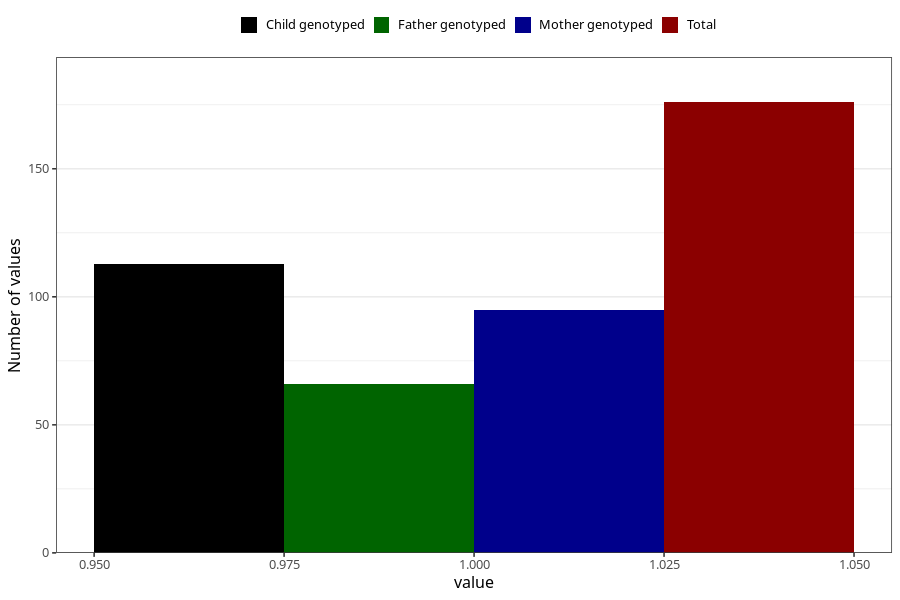 Child genotyped Father genotyped Mother genotyped Total
Number of values
150
100
50
0
0.950 0.975 1.000 1.025 1.050
value